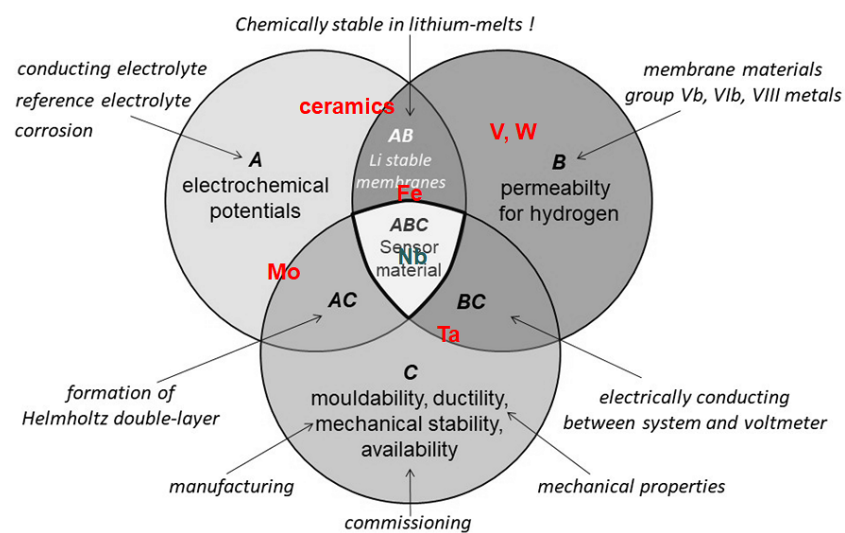 Chemically stable in lithium-melts !
conducting electrolyte
reference electrolyte
corrosion
membrane materials
group Vb, VIb, VIII metals
ceramics
V, W
AB
Li stable
membranes
A
electrochemical
potentials
B
permeabilty
for hydrogen
Fe
ABC
Sensor
material
Nb
Mo
AC
BC
Ta
formation of
Helmholtz double-layer
C
mouldability, ductility,
mechanical stability,
availability
electrically conducting
between system and voltmeter
manufacturing
mechanical properties
commissioning